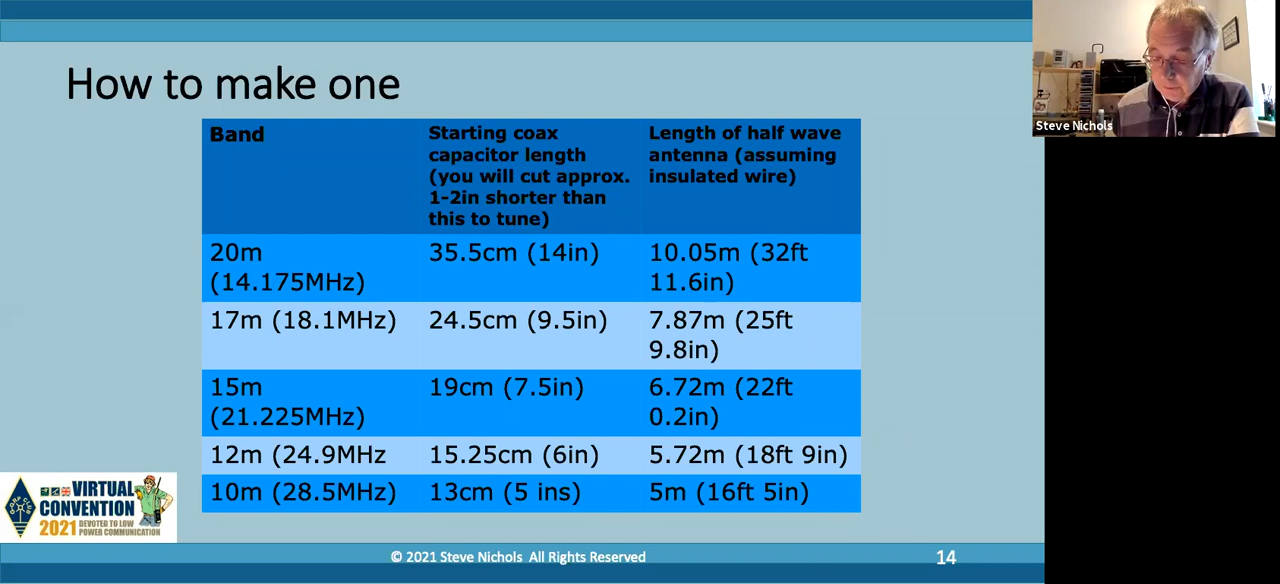 How to make one
Band
Starting coax
capacitor length
(you will cut approx.
1-2in shorter than
this to tune)
Length of half wave
antenna (assuming
insulated wire)
20m
(14.175MHz)
35.5cm (14in)
10.05m (32ft
11.6in)
17m (18.1MHz)
24.5cm (9.5in)
7.87m (25ft
9.8in)
15m
(21.225MHz)
19cm (7.5in)
6.72m (22ft
0.2in)
12m (24.9MHz
15.25cm (6in)
5.72m (18ft 9in)
10m (28.5MHz)
13cm (5 ins)
5m (16ft 5in)
VIRTUAL
CONVENTION
2021 DEVOTED TO LOW
POWER COMMUNICATION
© 2021 Steve Nichols All Rights Reserved
14
Steve Nichols